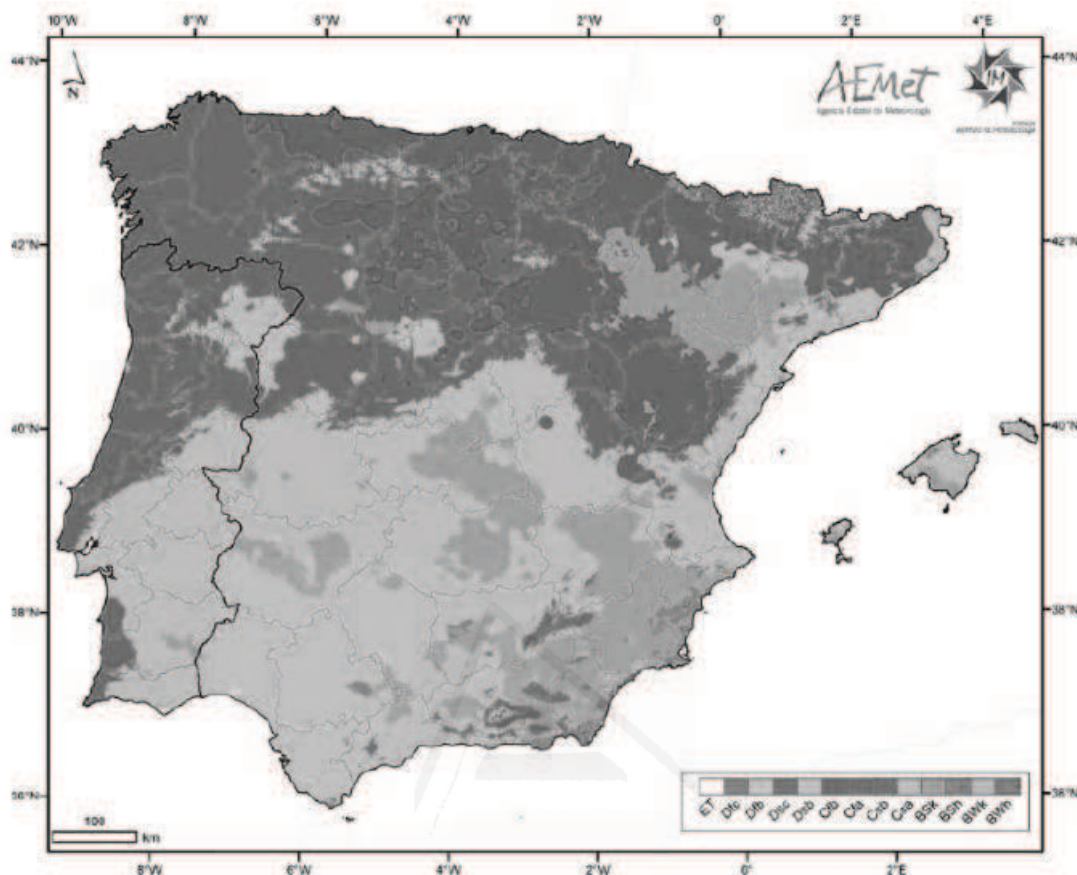 10°W 8°W 6°W 4°W 2°W 0° 2°E 4°E
44°N 44°N
N
AEmet
Agencia Estatal de Meteorología
IM
42°N 42°N
40°N 40°N
38°N 38°N
36°N 36°N
100
km
ET Dfc Dfb Dsc Dsb Cfb Cfa Csb Csa BSk BSh BWk BWh
8°W 6°W 4°W 2°W 0° 2°E